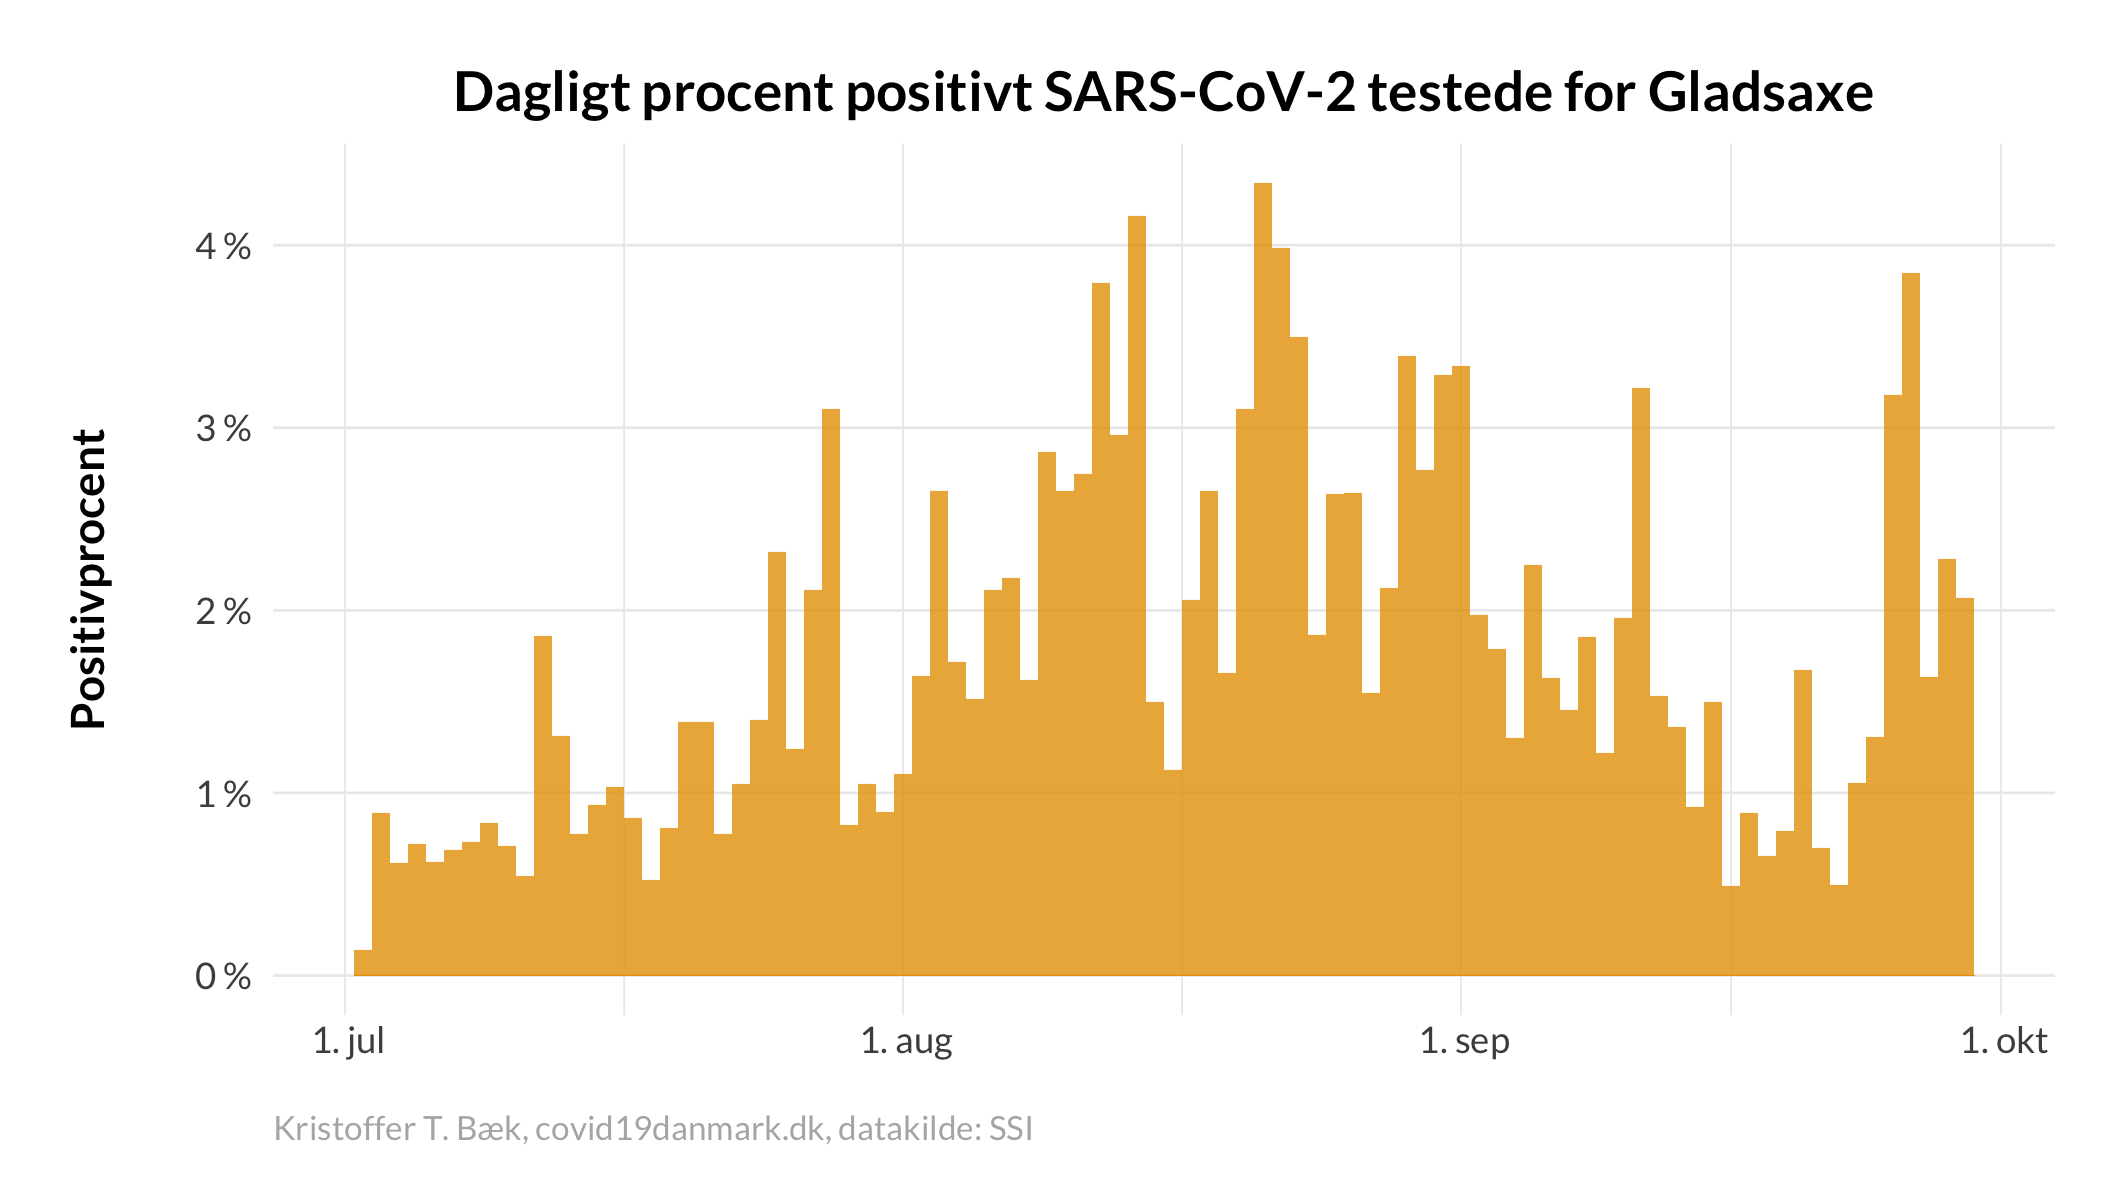 Dagligt procent positivt SARS-CoV-2 testede for Gladsaxe
Positivprocent
4 %
3 %
2 %
1 %
0 %
1. jul
1. aug
1. sep
1. okt
Kristoffer T. Bæk, covid19danmark.dk, datakilde: SSI